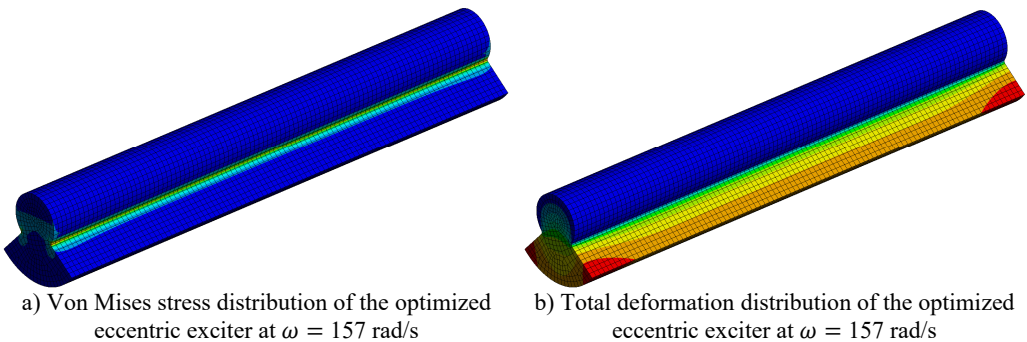 a) Von Mises stress distribution of the optimized
eccentric exciter at ω = 157 rad/s
b) Total deformation distribution of the optimized
eccentric exciter at ω = 157 rad/s